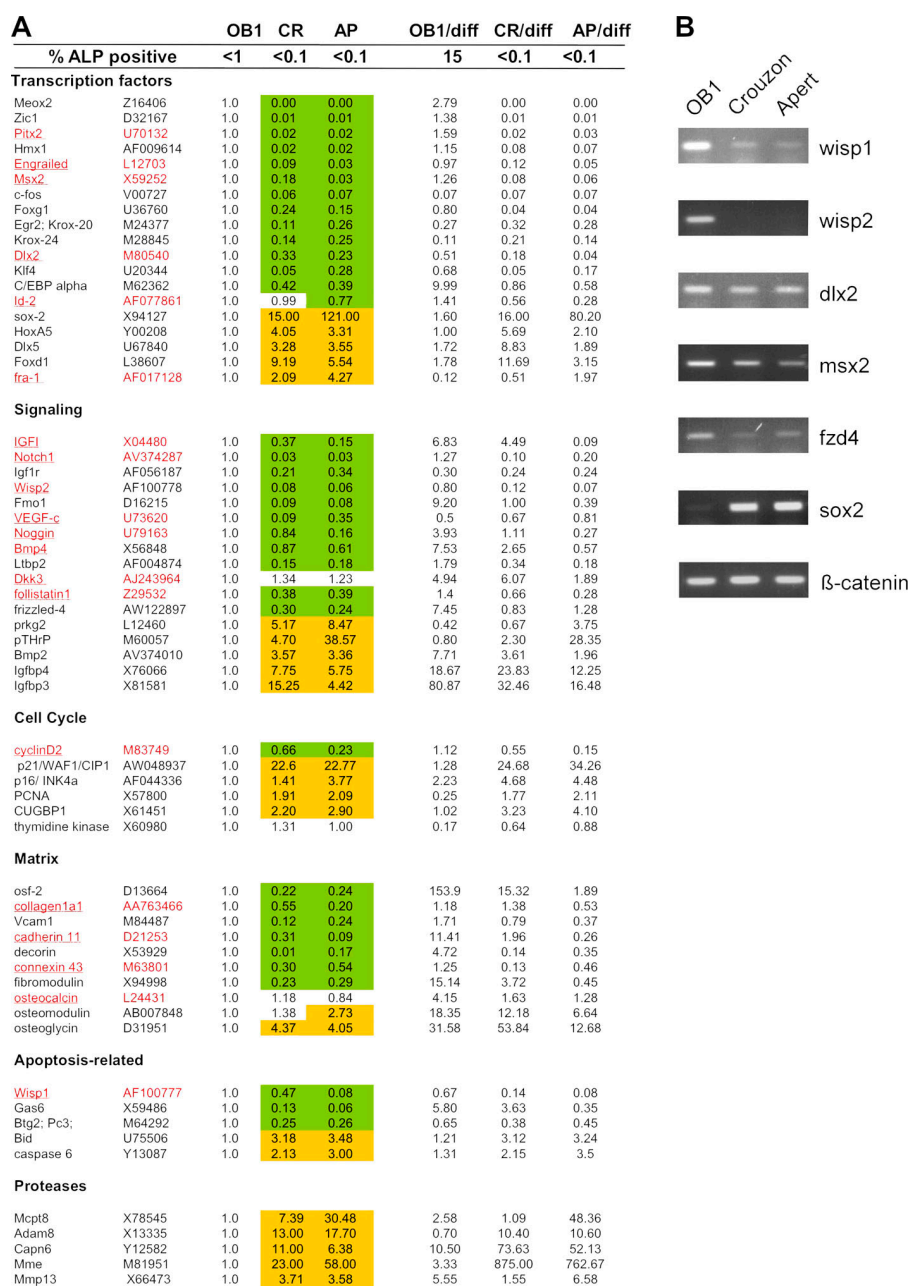 A
OB1 CR AP OB1/diff CR/diff AP/diff
% ALP positive <1 <0.1 <0.1 15 <0.1 <0.1
Transcription factors
Meox2 Z16406 1.0 0.00 0.00 2.79 0.00 0.00
Zic1 D32167 1.0 0.01 0.01 1.38 0.01 0.01
Pitx2 U70132 1.0 0.02 0.02 1.59 0.02 0.03
Hmx1 AF009614 1.0 0.02 0.02 1.15 0.08 0.07
Engrailed L12703 1.0 0.09 0.03 0.97 0.12 0.05
Msx2 X59252 1.0 0.18 0.03 1.26 0.08 0.06
c-fos V00727 1.0 0.06 0.07 0.07 0.07 0.07
Foxg1 U36760 1.0 0.24 0.15 0.80 0.04 0.04
Egr2; Krox-20 M24377 1.0 0.11 0.26 0.27 0.32 0.28
Krox-24 M28845 1.0 0.14 0.25 0.11 0.21 0.14
Dlx2 M80540 1.0 0.33 0.23 0.51 0.18 0.04
Klf4 U20344 1.0 0.05 0.28 0.68 0.05 0.17
C/EBP alpha M62362 1.0 0.42 0.39 9.99 0.86 0.58
Id-2 AF077861 1.0 0.99 0.77 1.41 0.56 0.28
sox-2 X94127 1.0 15.00 121.00 1.60 16.00 80.20
HoxA5 Y00208 1.0 4.05 3.31 1.00 5.69 2.10
Dlx5 U67840 1.0 3.28 3.55 1.72 8.83 1.89
Foxd1 L38607 1.0 9.19 5.54 1.78 11.69 3.15
fra-1 AF017128 1.0 2.09 4.27 0.12 0.51 1.97
Signaling
IGFI X04480 1.0 0.37 0.15 6.83 4.49 0.09
Notch1 AV374287 1.0 0.03 0.03 1.27 0.10 0.20
Igf1r AF056187 1.0 0.21 0.34 0.30 0.24 0.24
Wisp2 AF100778 1.0 0.08 0.06 0.80 0.12 0.07
Fmo1 D16215 1.0 0.09 0.08 9.20 1.00 0.39
VEGF-c U73620 1.0 0.09 0.35 0.5 0.67 0.81
Noggin U79163 1.0 0.84 0.16 3.93 1.11 0.27
Bmp4 X56848 1.0 0.87 0.61 7.53 2.65 0.57
Ltbp2 AF004874 1.0 0.15 0.18 1.79 0.34 0.18
Dkk3 AJ243964 1.0 1.34 1.23 4.94 6.07 1.89
follistatin1 Z29532 1.0 0.38 0.39 1.4 0.66 0.28
frizzled-4 AW122897 1.0 0.30 0.24 7.45 0.83 1.28
prkg2 L12460 1.0 5.17 8.47 0.42 0.67 3.75
pTHrP M60057 1.0 4.70 38.57 0.80 2.30 28.35
Bmp2 AV374010 1.0 3.57 3.36 7.71 3.61 1.96
Igfbp4 X76066 1.0 7.75 5.75 18.67 23.83 12.25
Igfbp3 X81581 1.0 15.25 4.42 80.87 32.46 16.48
Cell Cycle
cyclinD2 M83749 1.0 0.66 0.23 1.12 0.55 0.15
p21/WAF1/CIP1 AW048937 1.0 22.6 22.77 1.28 24.68 34.26
p16/ INK4a AF044336 1.0 1.41 3.77 2.23 4.68 4.48
PCNA X57800 1.0 1.91 2.09 0.25 1.77 2.11
CUGBP1 X61451 1.0 2.20 2.90 1.02 3.23 4.10
thymidine kinase X60980 1.0 1.31 1.00 0.17 0.64 0.88
Matrix
osf-2 D13664 1.0 0.22 0.24 153.9 15.32 1.89
collagen1a1 AA763466 1.0 0.55 0.20 1.18 1.38 0.53
Vcam1 M84487 1.0 0.12 0.24 1.71 0.79 0.37
cadherin 11 D21253 1.0 0.31 0.09 11.41 1.96 0.26
decorin X53929 1.0 0.01 0.17 4.72 0.14 0.35
connexin 43 M63801 1.0 0.30 0.54 1.25 0.13 0.46
fibromodulin X94998 1.0 0.23 0.29 15.14 3.72 0.45
osteocalcin L24431 1.0 1.18 0.84 4.15 1.63 1.28
osteomodulin AB007848 1.0 1.38 2.73 18.35 12.18 6.64
osteoglycin D31951 1.0 4.37 4.05 31.58 53.84 12.68
Apoptosis-related
Wisp1 AF100777 1.0 0.47 0.08 0.67 0.14 0.08
Gas6 X59486 1.0 0.13 0.06 5.80 3.63 0.35
Btg2; Pc3; M64292 1.0 0.25 0.26 0.65 0.38 0.45
Bid U75506 1.0 3.18 3.48 1.21 3.12 3.24
caspase 6 Y13087 1.0 2.13 3.00 1.31 2.15 3.5
Proteases
Mcpt8 X78545 1.0 7.39 30.48 2.58 1.09 48.36
Adam8 X13335 1.0 13.00 17.70 0.70 10.40 10.60
Capn6 Y12582 1.0 11.00 6.38 10.50 73.63 52.13
Mme M81951 1.0 23.00 58.00 3.33 875.00 762.67
Mmp13 X66473 1.0 3.71 3.58 5.55 1.55 6.58
B
OB1 Crouzon Apert
wisp1
wisp2
dlx2
msx2
fzd4
sox2
ß-catenin